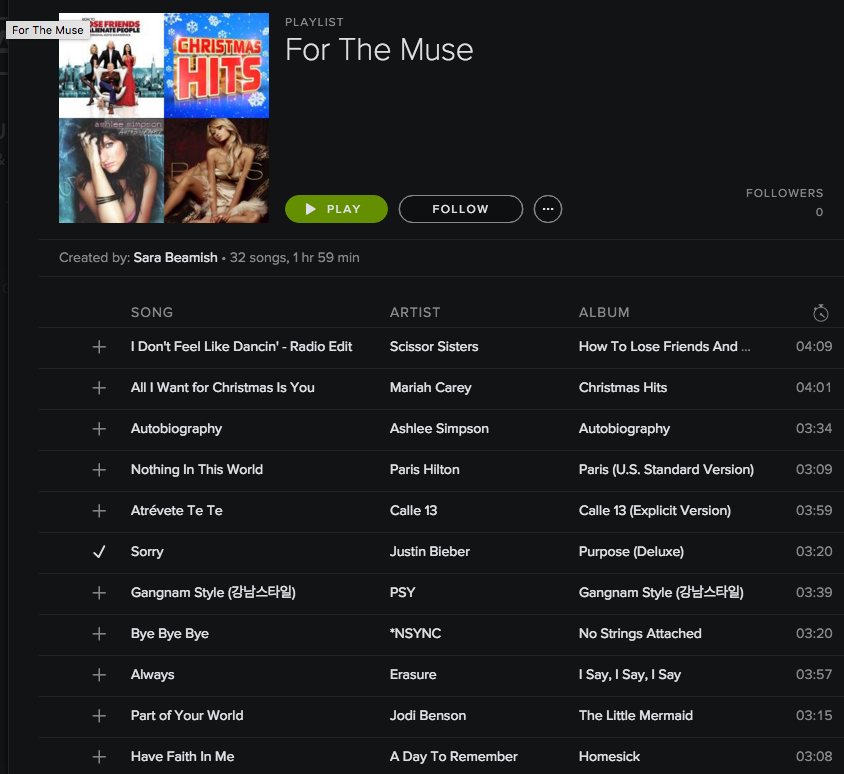 For The Muse
OSE FRIENDS
ALIENATE PEOPLE
CHRISTMAS
HITS
ashlee simpson
PARIS
PLAYLIST
For The Muse
PLAY
FOLLOW
FOLLOWERS
0
Created by: Sara Beamish • 32 songs, 1 hr 59 min
SONG ARTIST ALBUM
I Don't Feel Like Dancin' - Radio Edit Scissor Sisters How To Lose Friends And ... 04:09
All I Want for Christmas Is You Mariah Carey Christmas Hits 04:01
Autobiography Ashlee Simpson Autobiography 03:34
Nothing In This World Paris Hilton Paris (U.S. Standard Version) 03:09
Atrévete Te Te Calle 13 Calle 13 (Explicit Version) 03:59
Sorry Justin Bieber Purpose (Deluxe) 03:20
Gangnam Style (강남스타일) PSY Gangnam Style (강남스타일) 03:39
Bye Bye Bye *NSYNC No Strings Attached 03:20
Always Erasure I Say, I Say, I Say 03:57
Part of Your World Jodi Benson The Little Mermaid 03:15
Have Faith In Me A Day To Remember Homesick 03:08